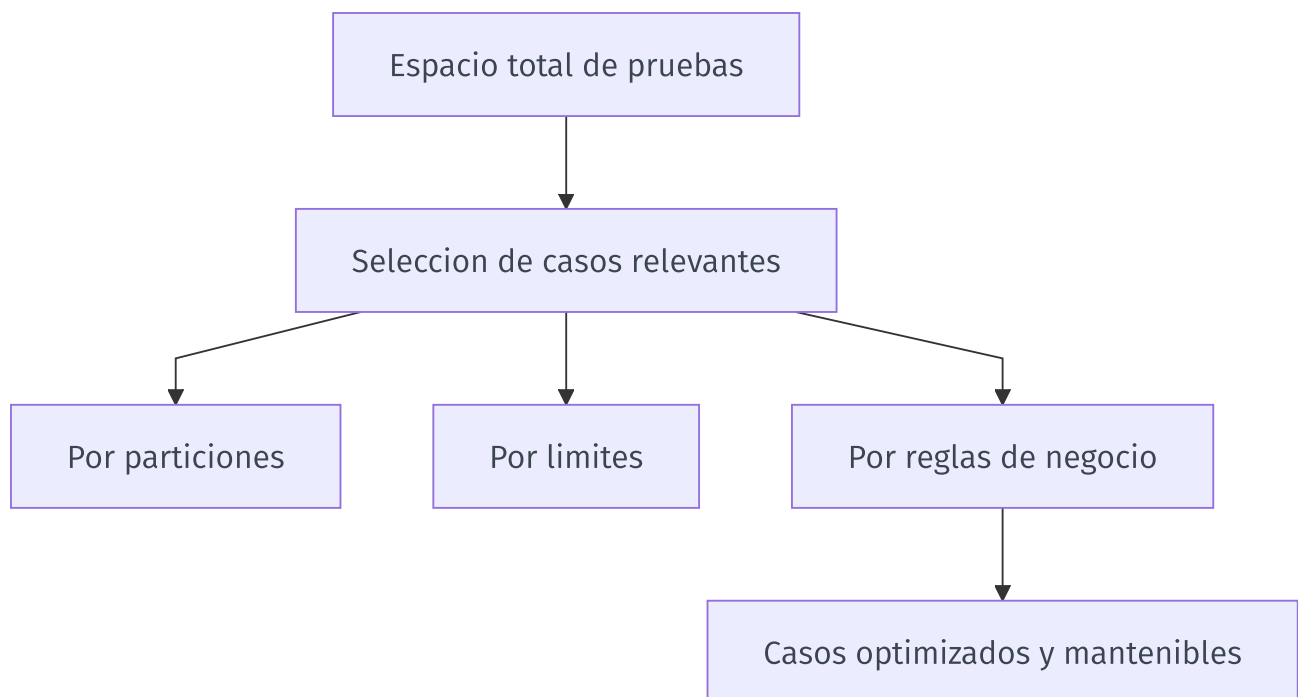 Espacio total de pruebas
Seleccion de casos relevantes
Por particiones
Por limites
Por reglas de negocio
Casos optimizados y mantenibles